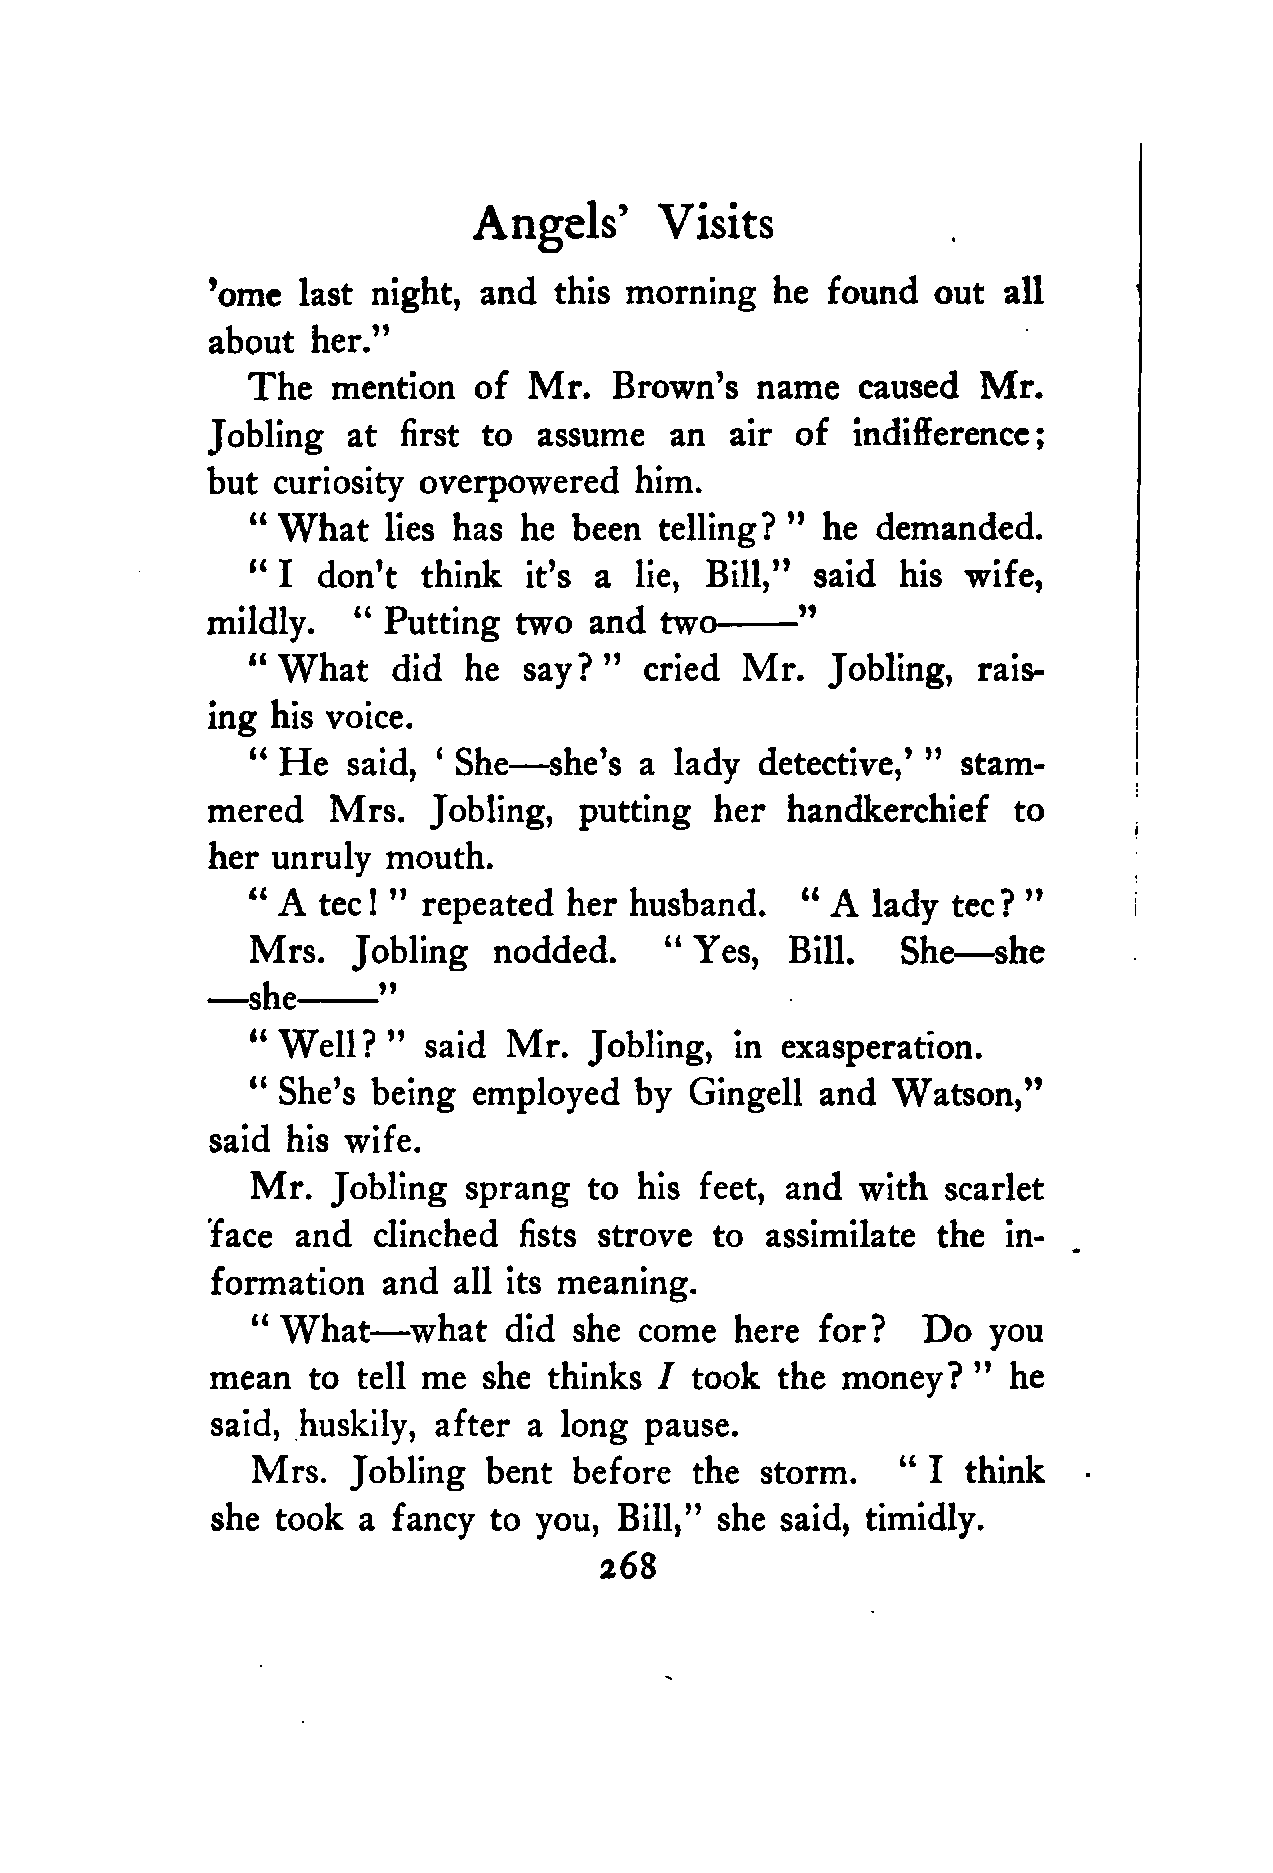 Angels' Visits
'ome last night, and this morning he found out all
about her."
The mention of Mr. Brown's name caused Mr.
Jobling at first to assume an air of indifference;
but curiosity overpowered him.
" What lies has he been telling? " he demanded.
" I don't think it's a lie, Bill," said his wife,
mildly. " Putting two and two——"
" What did he say? " cried Mr. Jobling, rais-
ing his voice.
" He said, ' She—she's a lady detective,' " stam-
mered Mrs. Jobling, putting her handkerchief to
her unruly mouth.
" A tec! " repeated her husband. " A lady tec? "
Mrs. Jobling nodded. " Yes, Bill. She—she
—she——"
" Well? " said Mr. Jobling, in exasperation.
" She's being employed by Gingell and Watson,"
said his wife.
Mr. Jobling sprang to his feet, and with scarlet
face and clinched fists strove to assimilate the in-
formation and all its meaning.
" What—what did she come here for? Do you
mean to tell me she thinks I took the money? " he
said, huskily, after a long pause.
Mrs. Jobling bent before the storm. " I think
she took a fancy to you, Bill," she said, timidly.
268